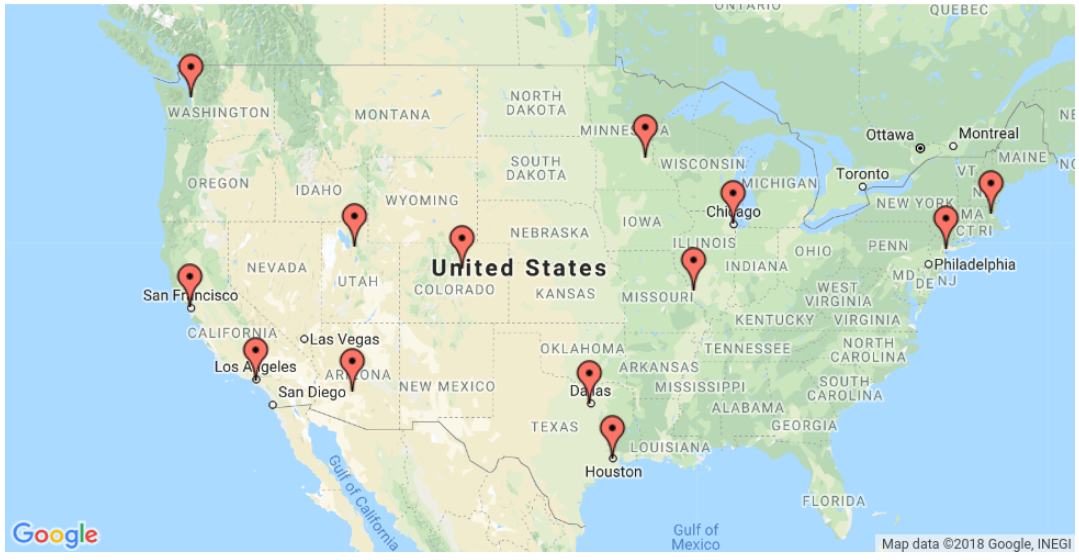 ONTARIO
QUEBEC
WASHINGTON
MONTANA
NORTH
DAKOTA
MINNESOTA
Ottawa
Montreal
MAINE
SOUTH
DAKOTA
WISCONSIN
MICHIGAN
Toronto
VT
OREGON
IDAHO
WYOMING
NEW YORK
MA
CT RI
Chicago
IOWA
NEBRASKA
ILLINOIS
INDIANA
OHIO
PENN
NEVADA
UTAH
COLORADO
United States
KANSAS
MISSOURI
Philadelphia
MD
DE
NJ
WEST
VIRGINIA
KENTUCKY
VIRGINIA
San Francisco
CALIFORNIA
Las Vegas
Los Angeles
San Diego
ARIZONA
NEW MEXICO
OKLAHOMA
ARKANSAS
TENNESSEE
NORTH
CAROLINA
Dallas
MISSISSIPPI
SOUTH
CAROLINA
ALABAMA
GEORGIA
TEXAS
LOUISIANA
Houston
FLORIDA
Gulf of California
Gulf of
Mexico
Google
Map data ©2018 Google, INEGI